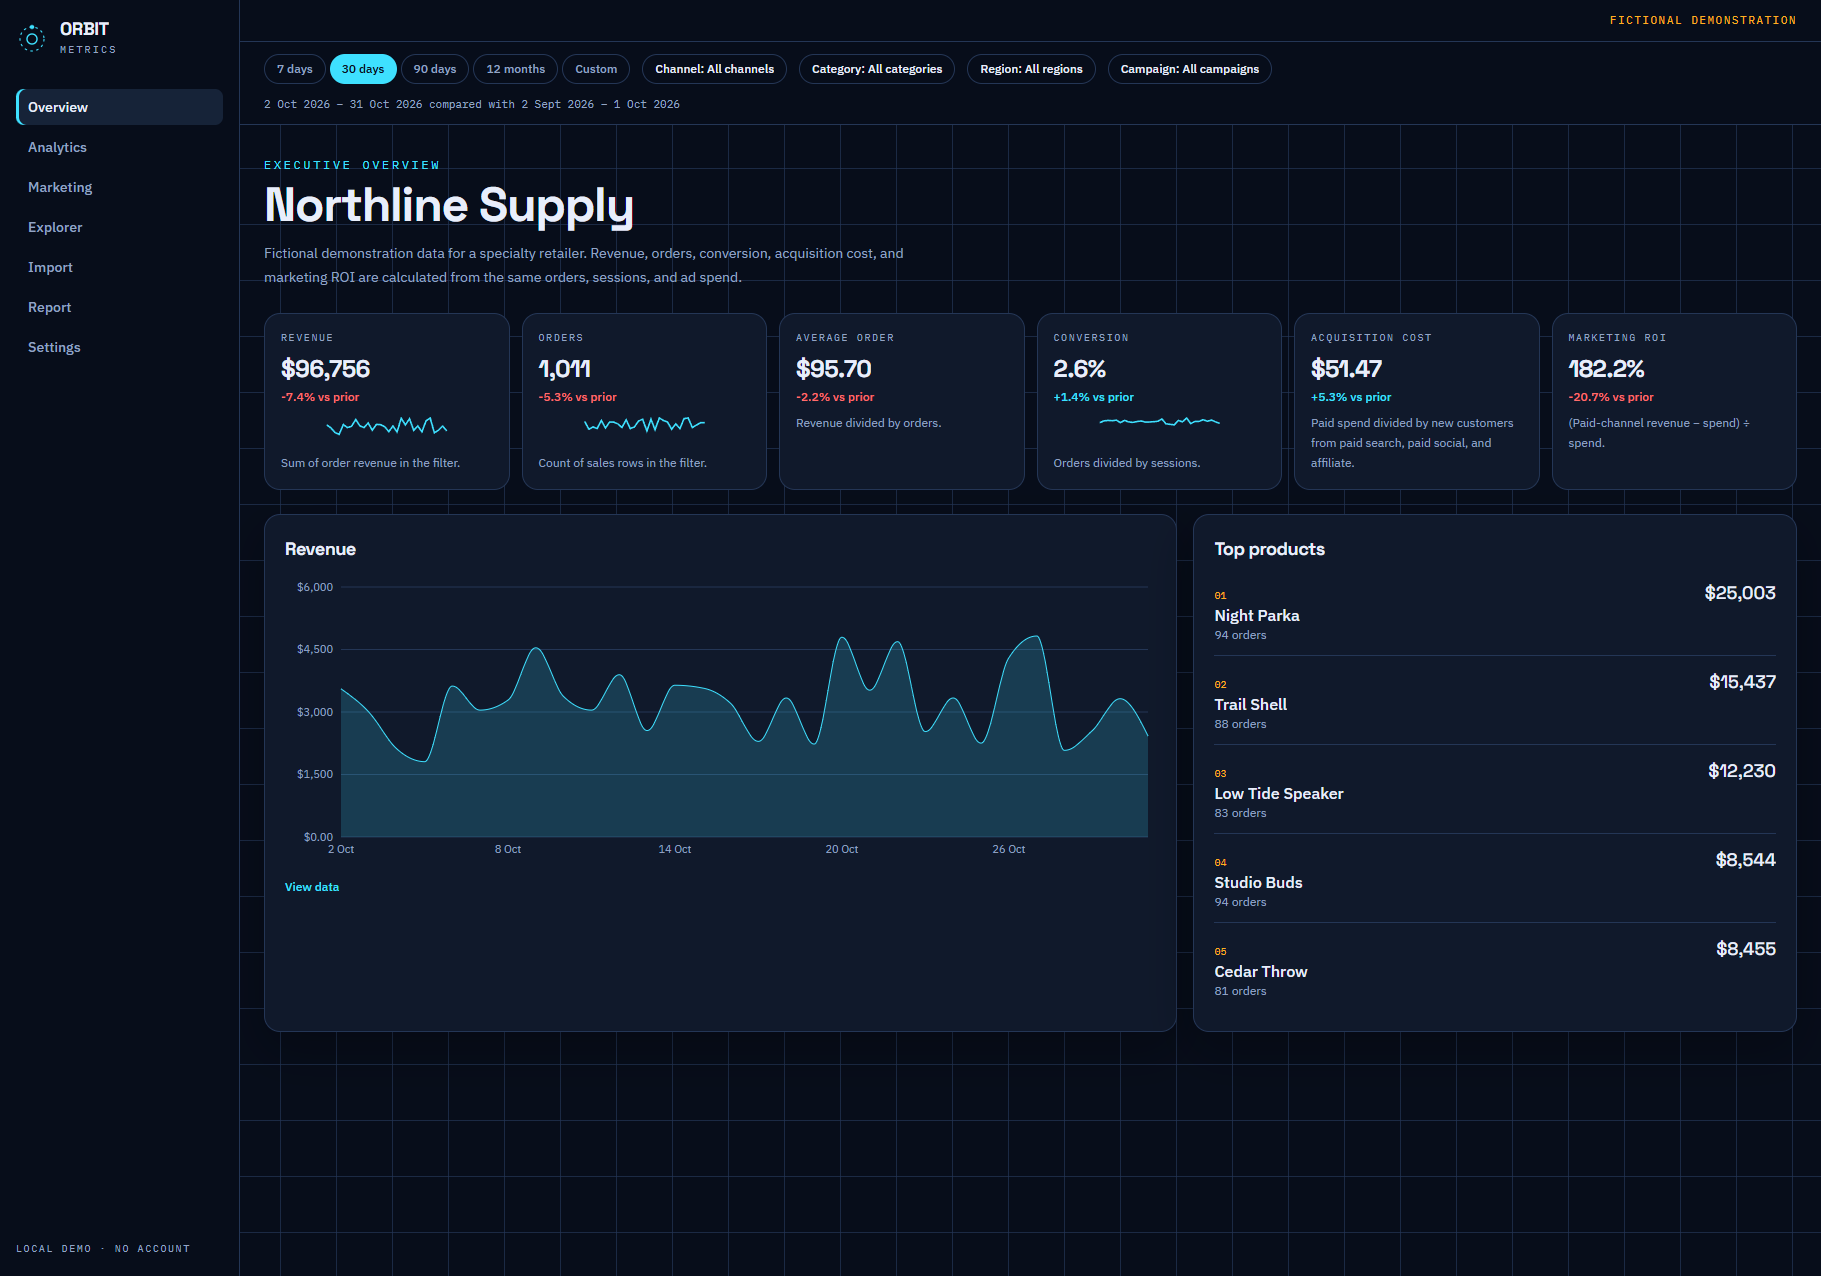 ORBIT
METRICS
Overview
Analytics
Marketing
Explorer
Import
Report
Settings
LOCAL DEMO · NO ACCOUNT
FICTIONAL DEMONSTRATION
7 days
30 days
90 days
12 months
Custom
Channel: All channels
Category: All categories
Region: All regions
Campaign: All campaigns
2 Oct 2026 – 31 Oct 2026 compared with 2 Sept 2026 – 1 Oct 2026
EXECUTIVE OVERVIEW
Northline Supply
Fictional demonstration data for a specialty retailer. Revenue, orders, conversion, acquisition cost, and
marketing ROI are calculated from the same orders, sessions, and ad spend.
REVENUE
$96,756
-7.4% vs prior
Sum of order revenue in the filter.
ORDERS
1,011
-5.3% vs prior
Count of sales rows in the filter.
AVERAGE ORDER
$95.70
-2.2% vs prior
Revenue divided by orders.
CONVERSION
2.6%
+1.4% vs prior
Orders divided by sessions.
ACQUISITION COST
$51.47
+5.3% vs prior
Paid spend divided by new customers
from paid search, paid social, and
affiliate.
MARKETING ROI
182.2%
-20.7% vs prior
(Paid-channel revenue – spend) ÷
spend.
Revenue
$6,000
$4,500
$3,000
$1,500
$0.00
2 Oct
8 Oct
14 Oct
20 Oct
26 Oct
View data
Top products
01
Night Parka
94 orders
$25,003
02
Trail Shell
88 orders
$15,437
03
Low Tide Speaker
83 orders
$12,230
04
Studio Buds
94 orders
$8,544
05
Cedar Throw
81 orders
$8,455